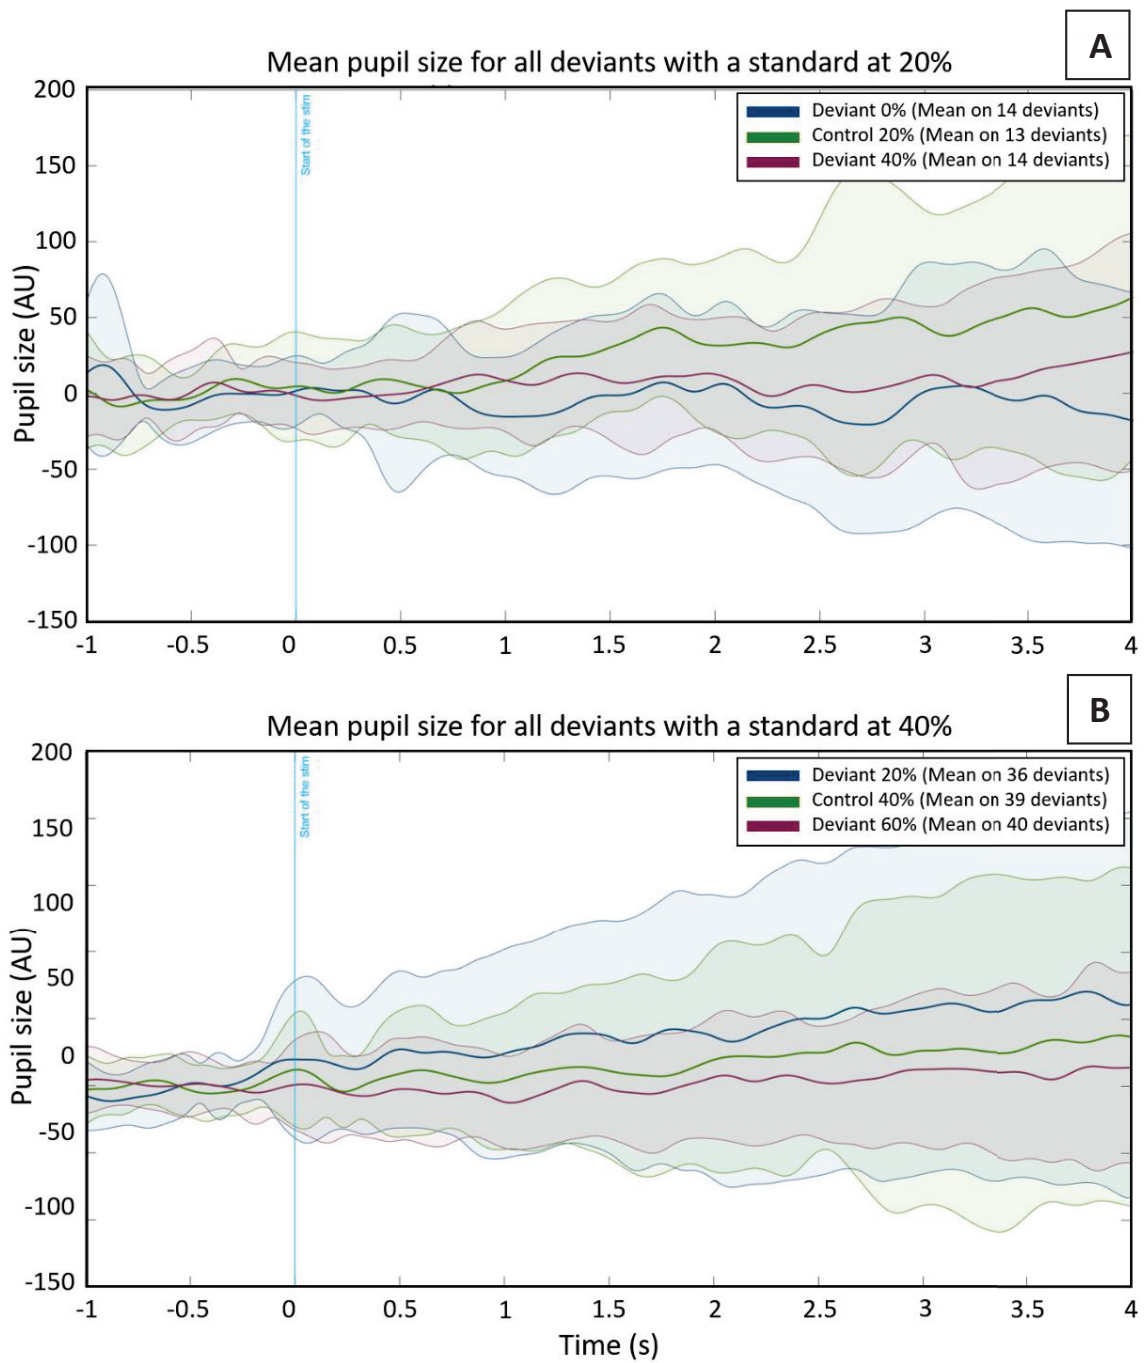 A
Mean pupil size for all deviants with a standard at 20%
Pupil size (AU)
200
150
100
50
0
-50
-100
-150
Start of the stim
Deviant 0% (Mean on 14 deviants)
Control 20% (Mean on 13 deviants)
Deviant 40% (Mean on 14 deviants)
-1 -0.5 0 0.5 1 1.5 2 2.5 3 3.5 4
B
Mean pupil size for all deviants with a standard at 40%
Pupil size (AU)
200
150
100
50
0
-50
-100
-150
Start of the stim
Deviant 20% (Mean on 36 deviants)
Control 40% (Mean on 39 deviants)
Deviant 60% (Mean on 40 deviants)
-1 -0.5 0 0.5 1 1.5 2 2.5 3 3.5 4
Time (s)